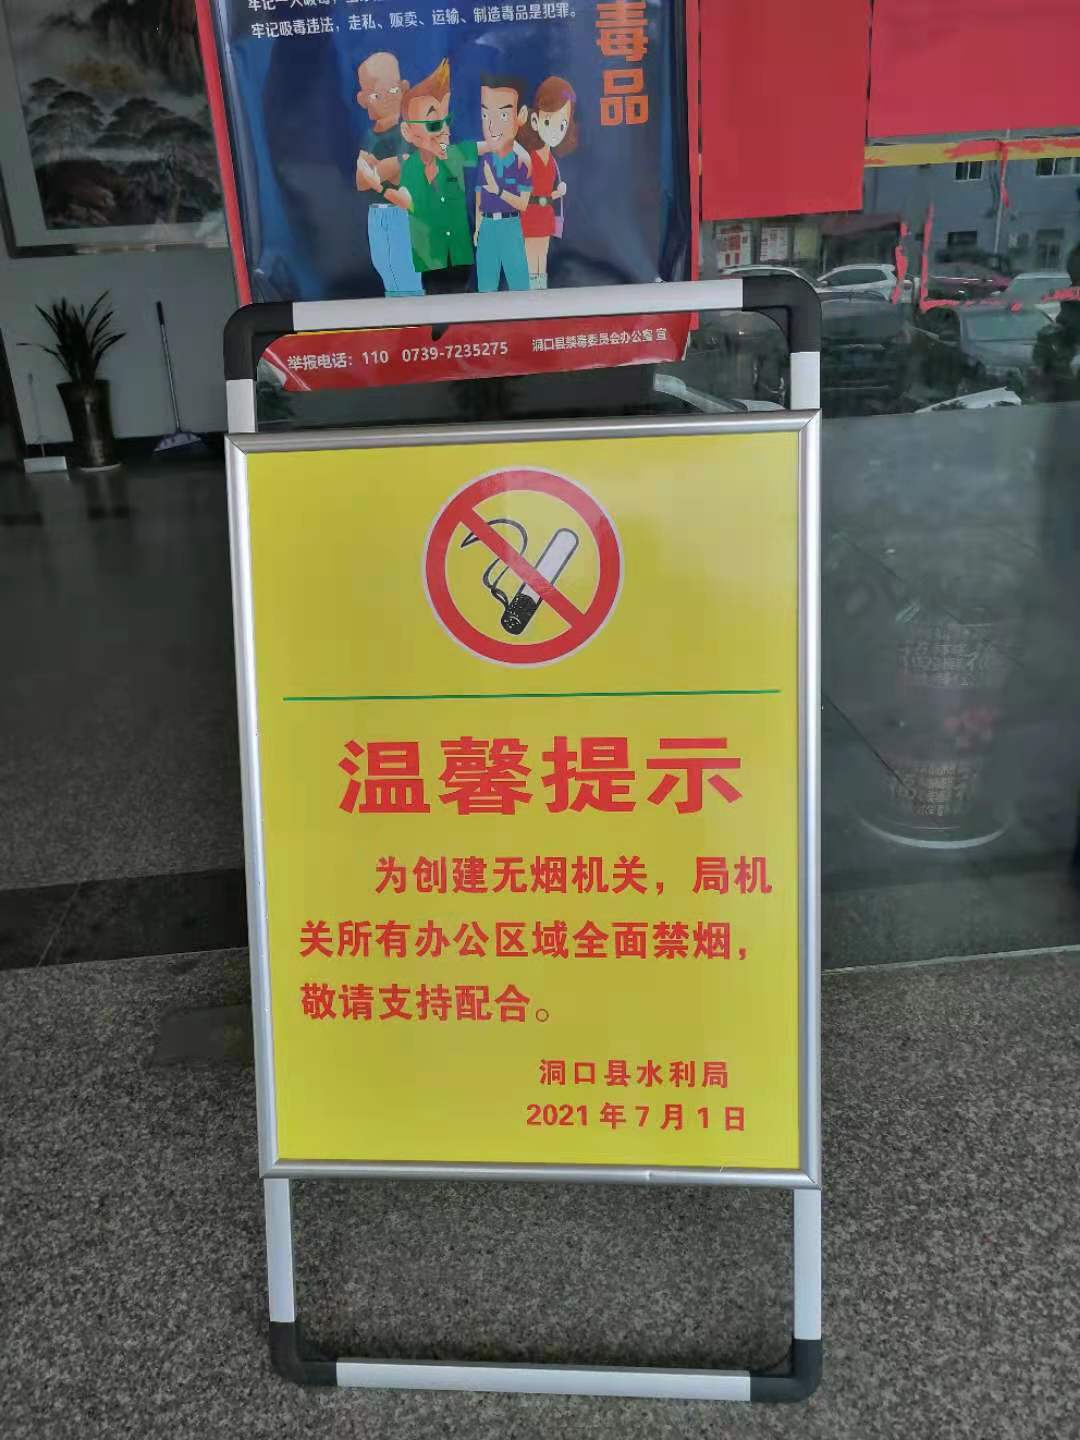 牢记吸毒违法，走私、贩卖、运输、制造毒品是犯罪。
毒品
举报电话：110 0739-7235275 洞口县禁毒委员会办公室 宣
温馨提示
为创建无烟机关，局机
关所有办公区域全面禁烟，
敬请支持配合。
洞口县水利局
2021年7月1日